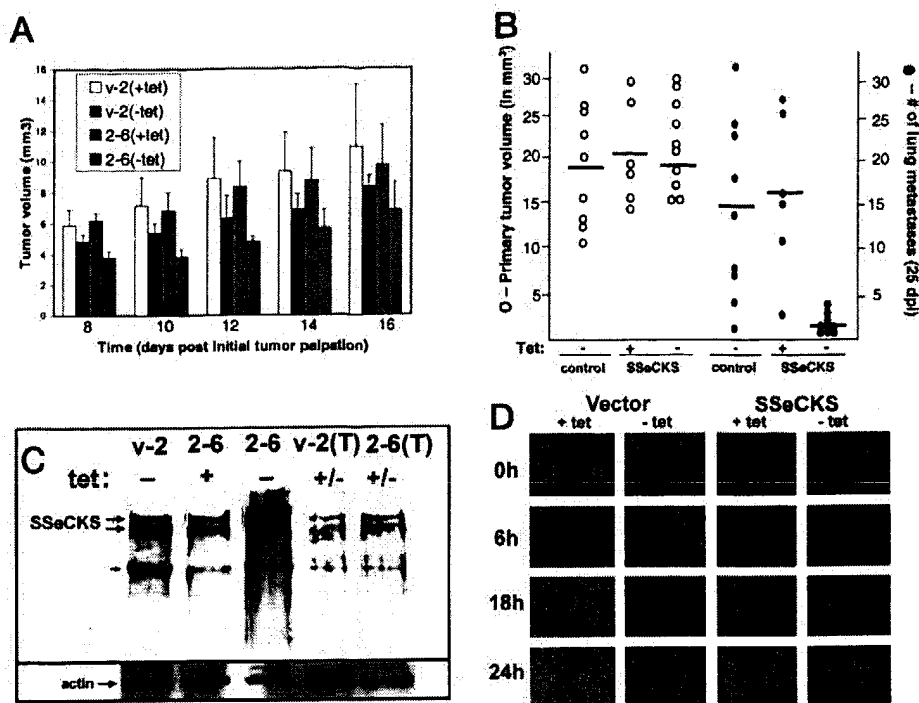 A
Tumor volume (mm3)
16
14
12
10
8
6
4
2
0
v-2(+tet)
v-2(-tet)
2-6(+tet)
2-6(-tet)
8 10 12 14 16
Time (days post initial tumor palpation)
B
O – Primary tumor volume (in mm³)
30
25
20
15
10
5
30
20
10
5
● – # of lung metastases (25 dpi)
Tet: - + - - + -
control SSeCKS control SSeCKS
C
v-2 2-6 2-6 v-2(T) 2-6(T)
tet: – + – +/- +/-
SSeCKS
actin
D
Vector SSeCKS
+ tet - tet + tet - tet
0h
6h
18h
24h